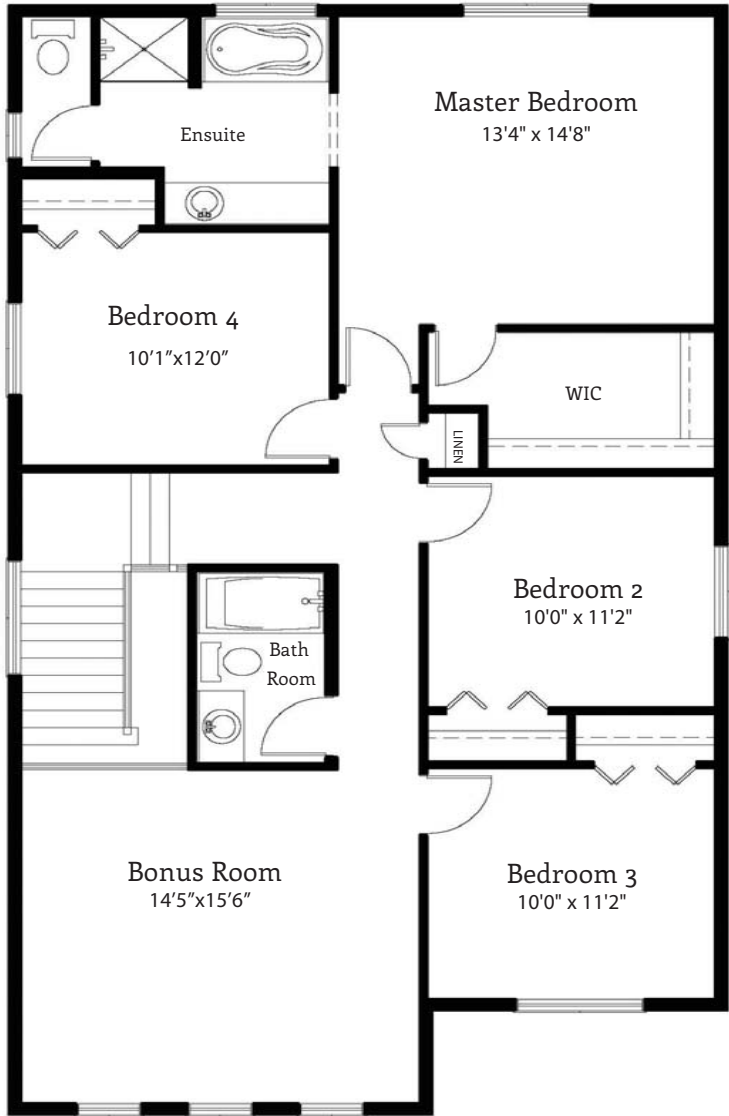 Ensuite
Master Bedroom
13'4" x 14'8"
Bedroom 4
10’1”x12’0”
WIC
LINEN
Bedroom 2
10'0" x 11'2"
Bath
Room
Bonus Room
14’5”x15’6”
Bedroom 3
10'0" x 11'2"